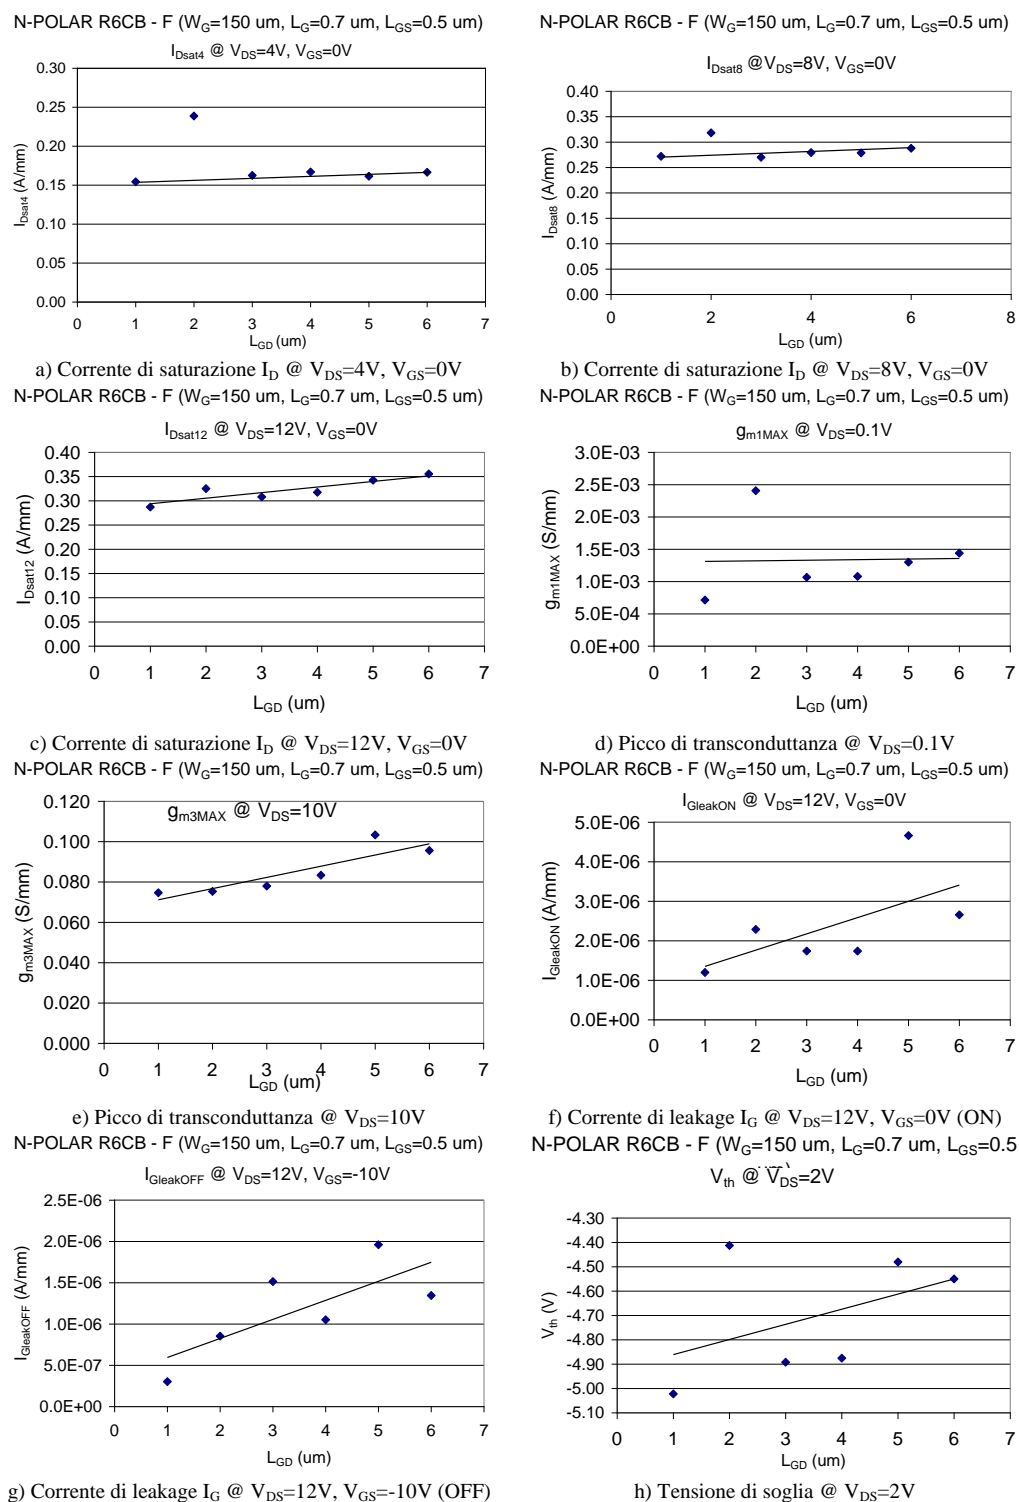 N-POLAR R6CB - F (WG=150 um, LG=0.7 um, LGS=0.5 um)
IDsat4 @ VDS=4V, VGS=0V
0.30
0.25
0.20
0.15
0.10
0.05
0.00
IDsat4 (A/mm)
0 1 2 3 4 5 6 7
LGD (um)
a) Corrente di saturazione ID @ VDS=4V, VGS=0V
N-POLAR R6CB - F (WG=150 um, LG=0.7 um, LGS=0.5 um)
IDsat8 @VDS=8V, VGS=0V
0.40
0.35
0.30
0.25
0.20
0.15
0.10
0.05
0.00
IDsat8 (A/mm)
0 2 4 6 8
LGD (um)
b) Corrente di saturazione ID @ VDS=8V, VGS=0V
N-POLAR R6CB - F (WG=150 um, LG=0.7 um, LGS=0.5 um)
IDsat12 @ VDS=12V, VGS=0V
0.40
0.35
0.30
0.25
0.20
0.15
0.10
0.05
0.00
IDsat12 (A/mm)
0 1 2 3 4 5 6 7
LGD (um)
c) Corrente di saturazione ID @ VDS=12V, VGS=0V
N-POLAR R6CB - F (WG=150 um, LG=0.7 um, LGS=0.5 um)
gm1MAX @ VDS=0.1V
3.0E-03
2.5E-03
2.0E-03
1.5E-03
1.0E-03
5.0E-04
0.0E+00
gm1MAX (S/mm)
0 1 2 3 4 5 6 7
LGD (um)
d) Picco di transconduttanza @ VDS=0.1V
N-POLAR R6CB - F (WG=150 um, LG=0.7 um, LGS=0.5 um)
gm3MAX @ VDS=10V
0.120
0.100
0.080
0.060
0.040
0.020
0.000
gm3MAX (S/mm)
0 1 2 3 4 5 6 7
LGD (um)
e) Picco di transconduttanza @ VDS=10V
N-POLAR R6CB - F (WG=150 um, LG=0.7 um, LGS=0.5 um)
IGleakON @ VDS=12V, VGS=0V
5.0E-06
4.0E-06
3.0E-06
2.0E-06
1.0E-06
0.0E+00
IGleakON (A/mm)
0 1 2 3 4 5 6 7
LGD (um)
f) Corrente di leakage IG @ VDS=12V, VGS=0V (ON)
N-POLAR R6CB - F (WG=150 um, LG=0.7 um, LGS=0.5 um)
IGleakOFF @ VDS=12V, VGS=-10V
2.5E-06
2.0E-06
1.5E-06
1.0E-06
5.0E-07
0.0E+00
IGleakOFF (A/mm)
0 1 2 3 4 5 6 7
LGD (um)
g) Corrente di leakage IG @ VDS=12V, VGS=-10V (OFF)
N-POLAR R6CB - F (WG=150 um, LG=0.7 um, LGS=0.5
Vth @ VDS=2V
-4.30
-4.40
-4.50
-4.60
-4.70
-4.80
-4.90
-5.00
-5.10
Vth (V)
0 1 2 3 4 5 6 7
LGD (um)
h) Tensione di soglia @ VDS=2V